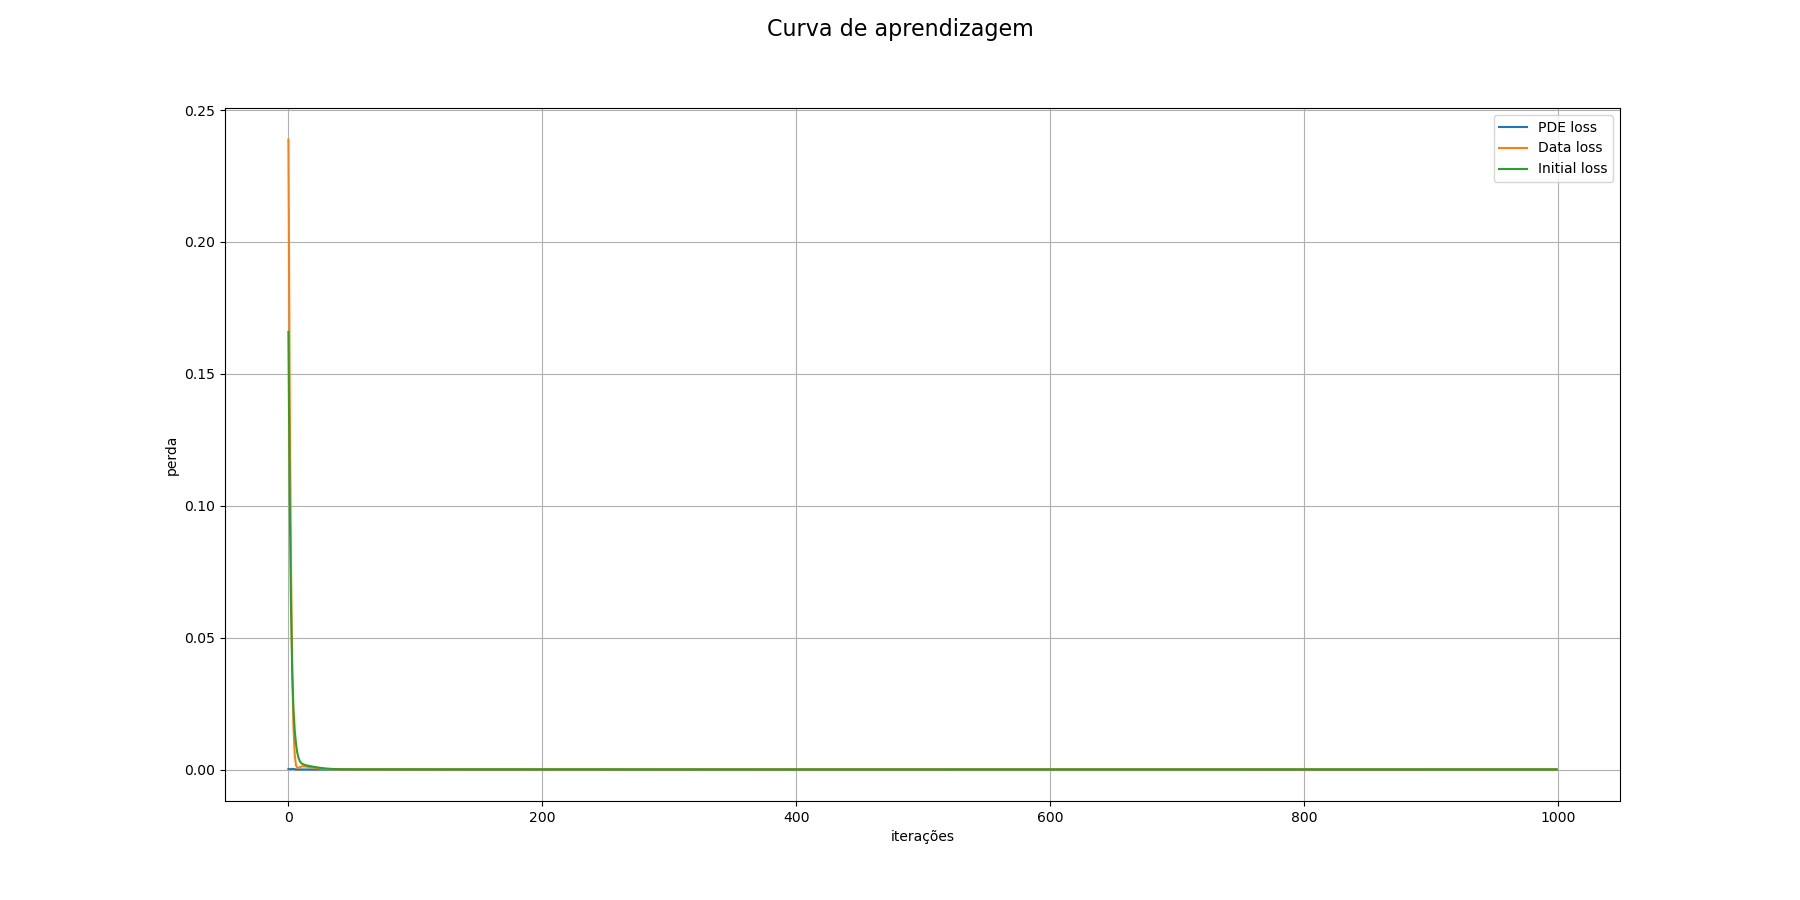 Curva de aprendizagem
0.25
0.20
0.15
0.10
0.05
0.00
perda
PDE loss
Data loss
Initial loss
0 200 400 600 800 1000
iterações